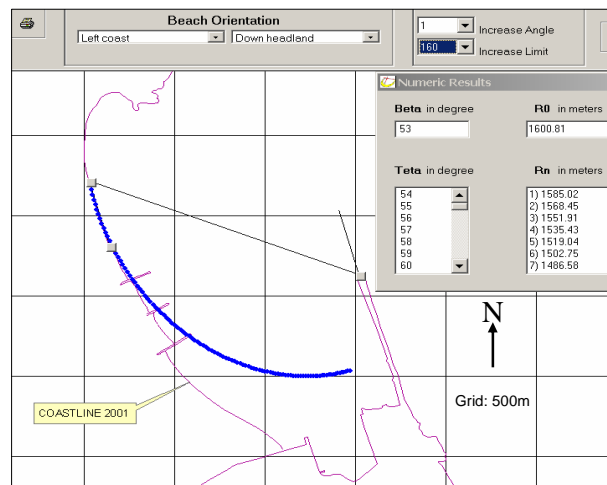 Beach Orientation
Left coast
Down headland
1
Increase Angle
160
Increase Limit
Numeric Results
Beta in degree
R0 in meters
53
1600.81
Teta in degree
Rn in meters
54
55
56
57
58
59
60
1) 1585.02
2) 1568.45
3) 1551.91
4) 1535.43
5) 1519.04
6) 1502.75
7) 1486.58
N
COASTLINE 2001
Grid: 500m